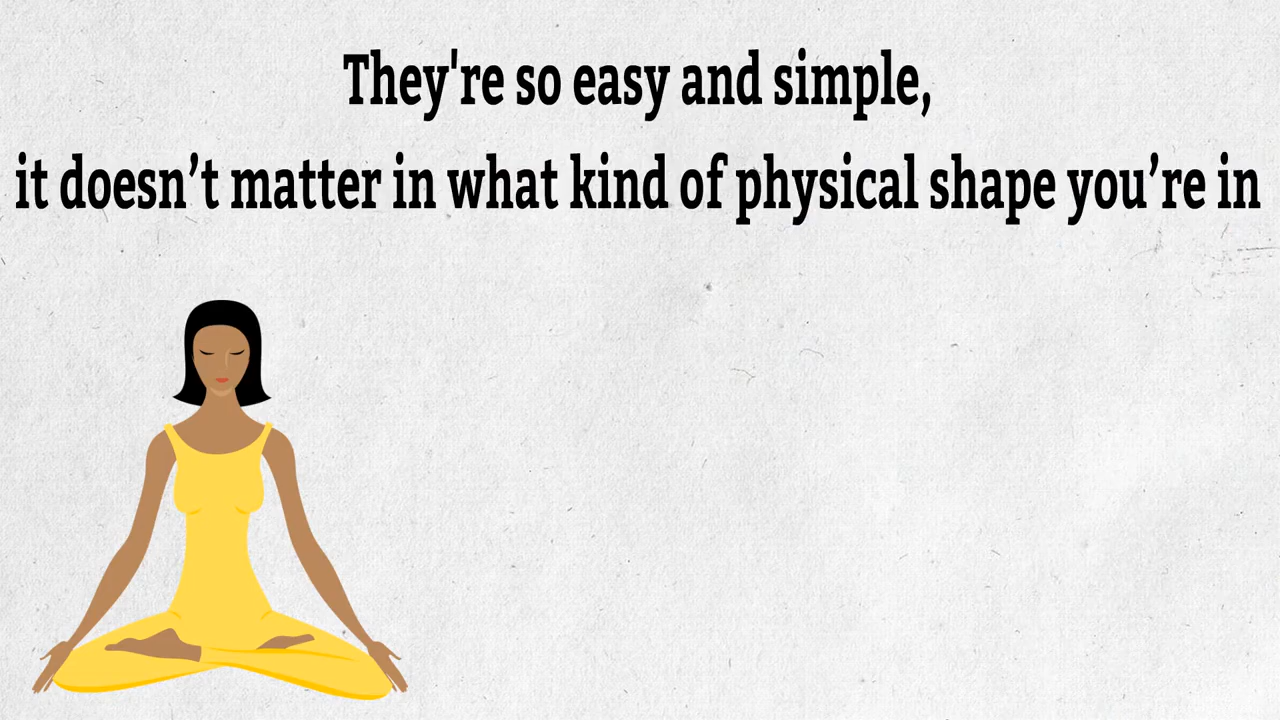 They're so easy and simple,
it doesn’t matter in what kind of physical shape you’re in